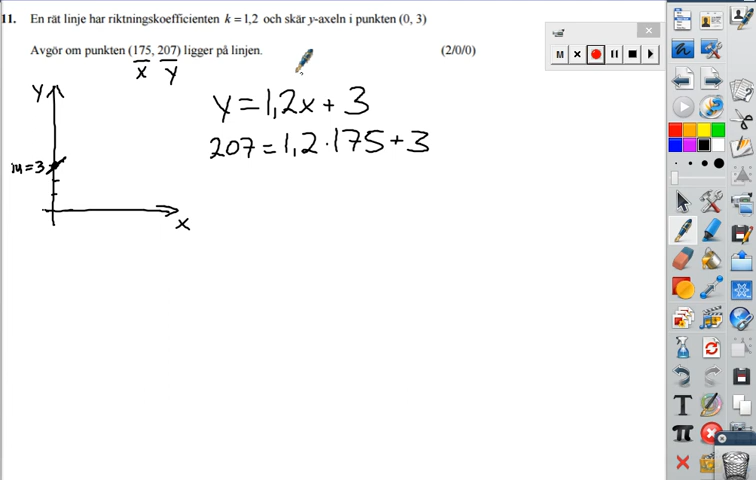 11. En rät linje har riktningskoefficienten k = 1,2 och skär y-axeln i punkten (0, 3)
Avgör om punkten (175, 207) ligger på linjen. (2/0/0)
x y
y
y = 1,2x + 3
207 = 1,2 · 175 + 3
m = 3
x
M
T
π